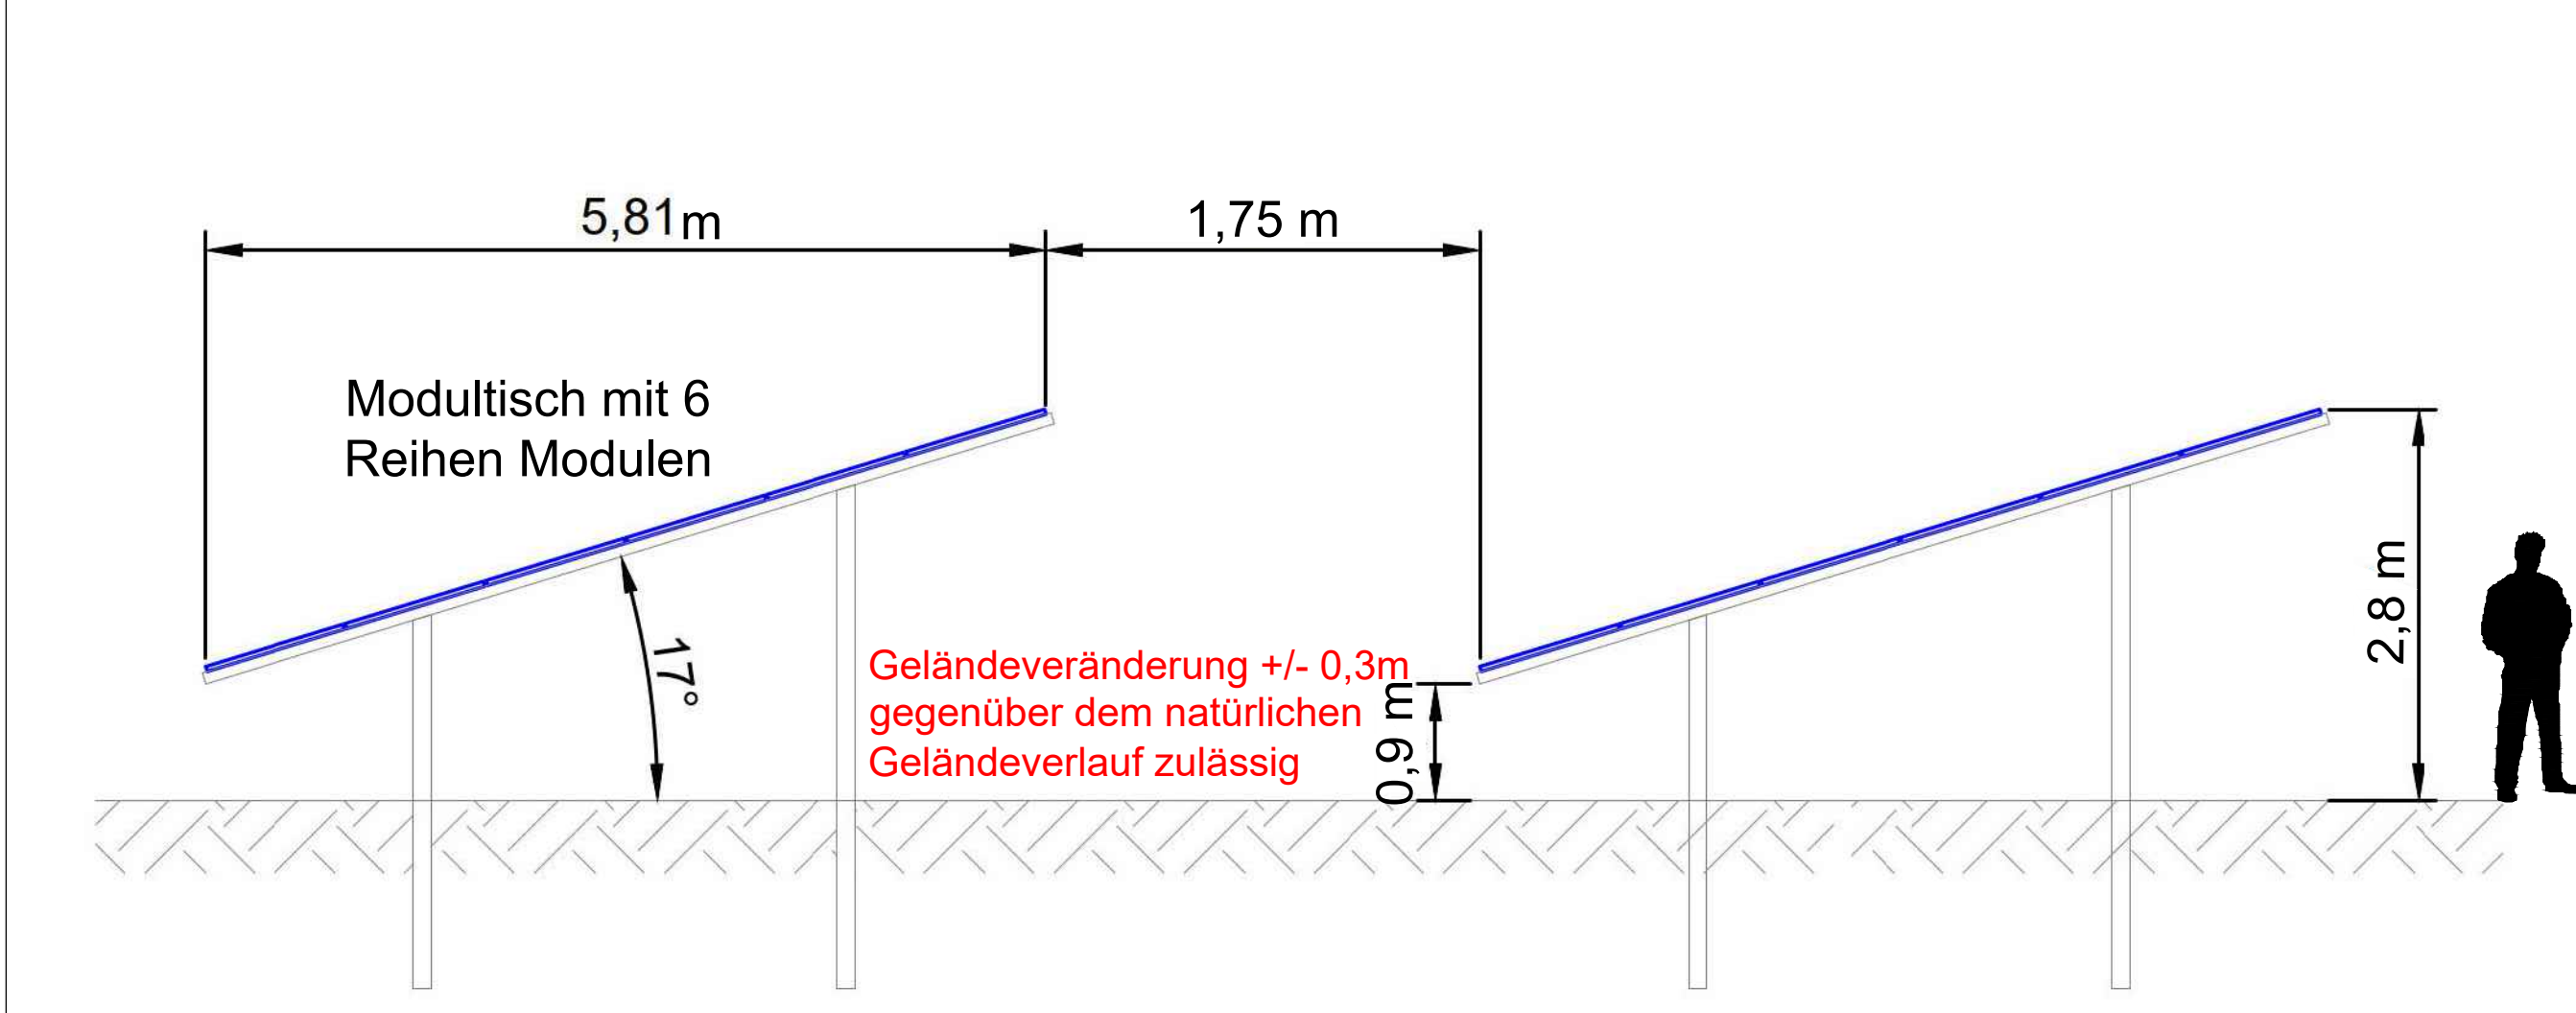 5,81m
1,75 m
Modultisch mit 6
Reihen Modulen
17°
Geländeveränderung +/- 0,3m
gegenüber dem natürlichen
Geländeverlauf zulässig
0,9 m
2,8 m